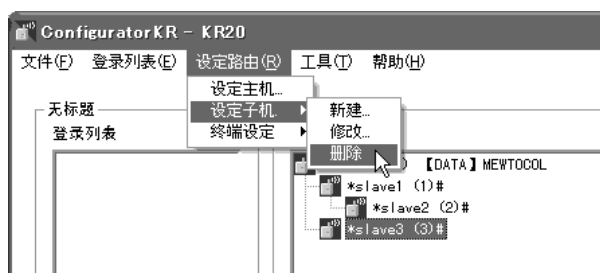 ConfiguratorKR - KR20
文件(F) 登录列表(E) 设定路由(R) 工具(T) 帮助(H)
设定主机...
设定子机.
终端设定
新建...
修改...
删除
无标题
登录列表
) 【DATA】MEWTOCOL
*slave1 (1)#
*slave2 (2)#
*slave3 (3)#